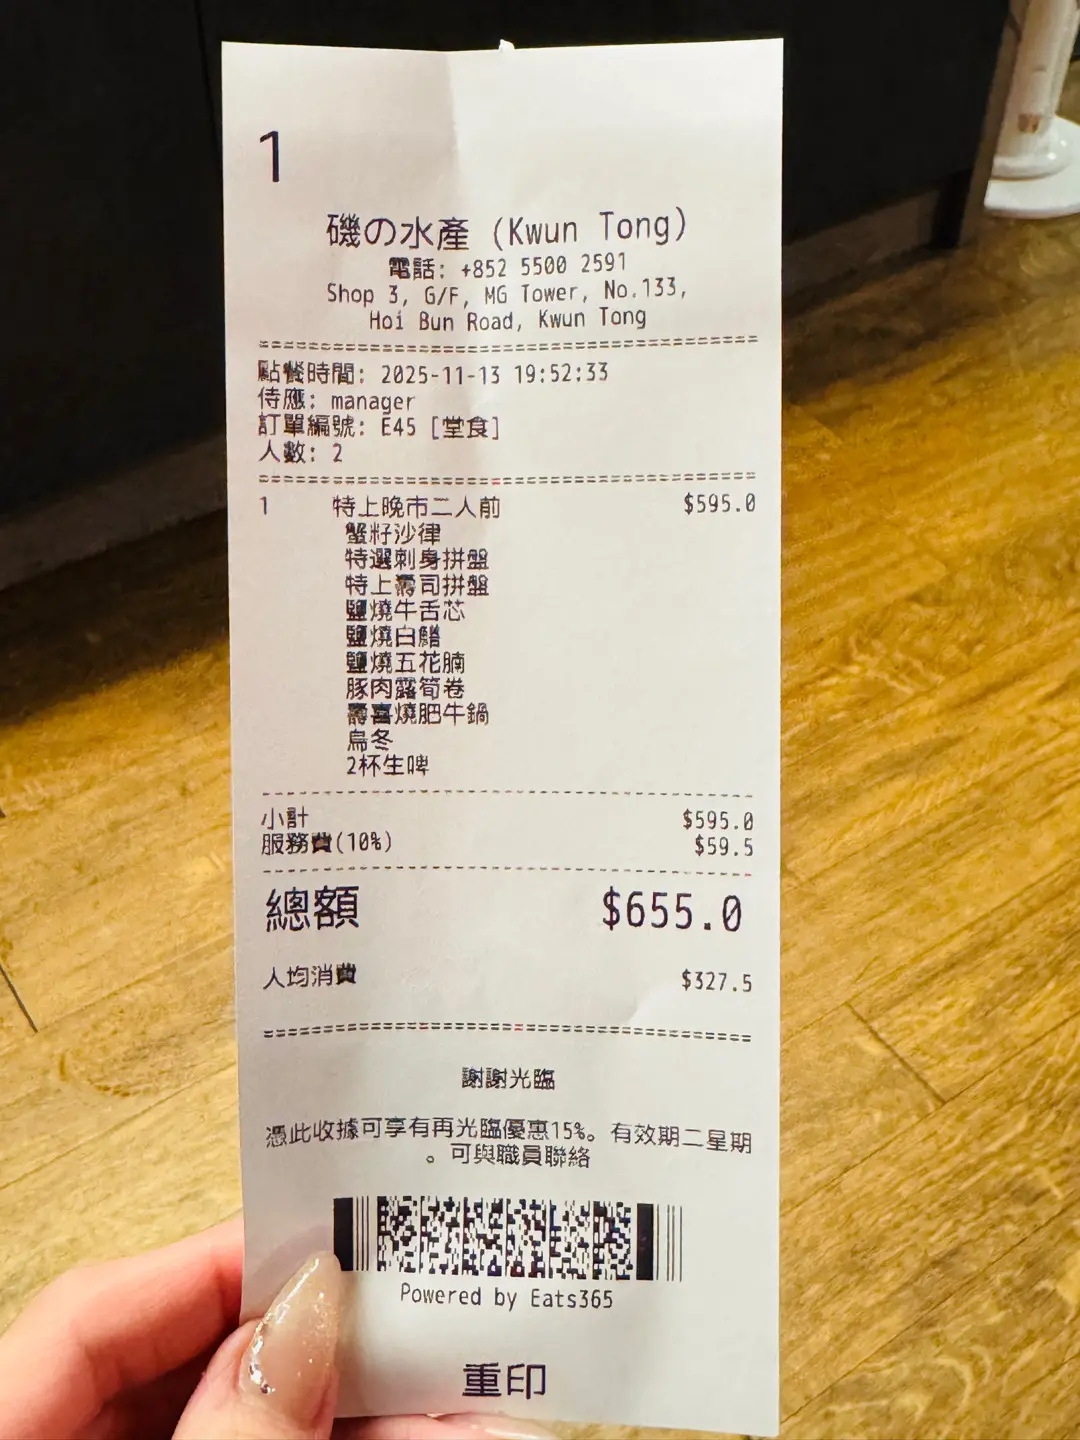 1
磯の水產 (Kwun Tong)
電話: +852 5500 2591
Shop 3, G/F, MG Tower, No.133,
Hoi Bun Road, Kwun Tong
點餐時間: 2025-11-13 19:52:33
侍應: manager
訂單編號: E45 [堂食]
人數: 2
1 特上晚市二人前 $595.0
蟹籽沙律
特選刺身拼盤
特上壽司拼盤
鹽燒牛舌芯
鹽燒白鱔
鹽燒五花腩
豚肉露筍卷
壽喜燒肥牛鍋
烏冬
2杯生啤
小計 $595.0
服務費(10%) $59.5
總額 $655.0
人均消費 $327.5
謝謝光臨
憑此收據可享有再光臨優惠15%。有效期二星期
。可與職員聯絡
Powered by Eats365
重印